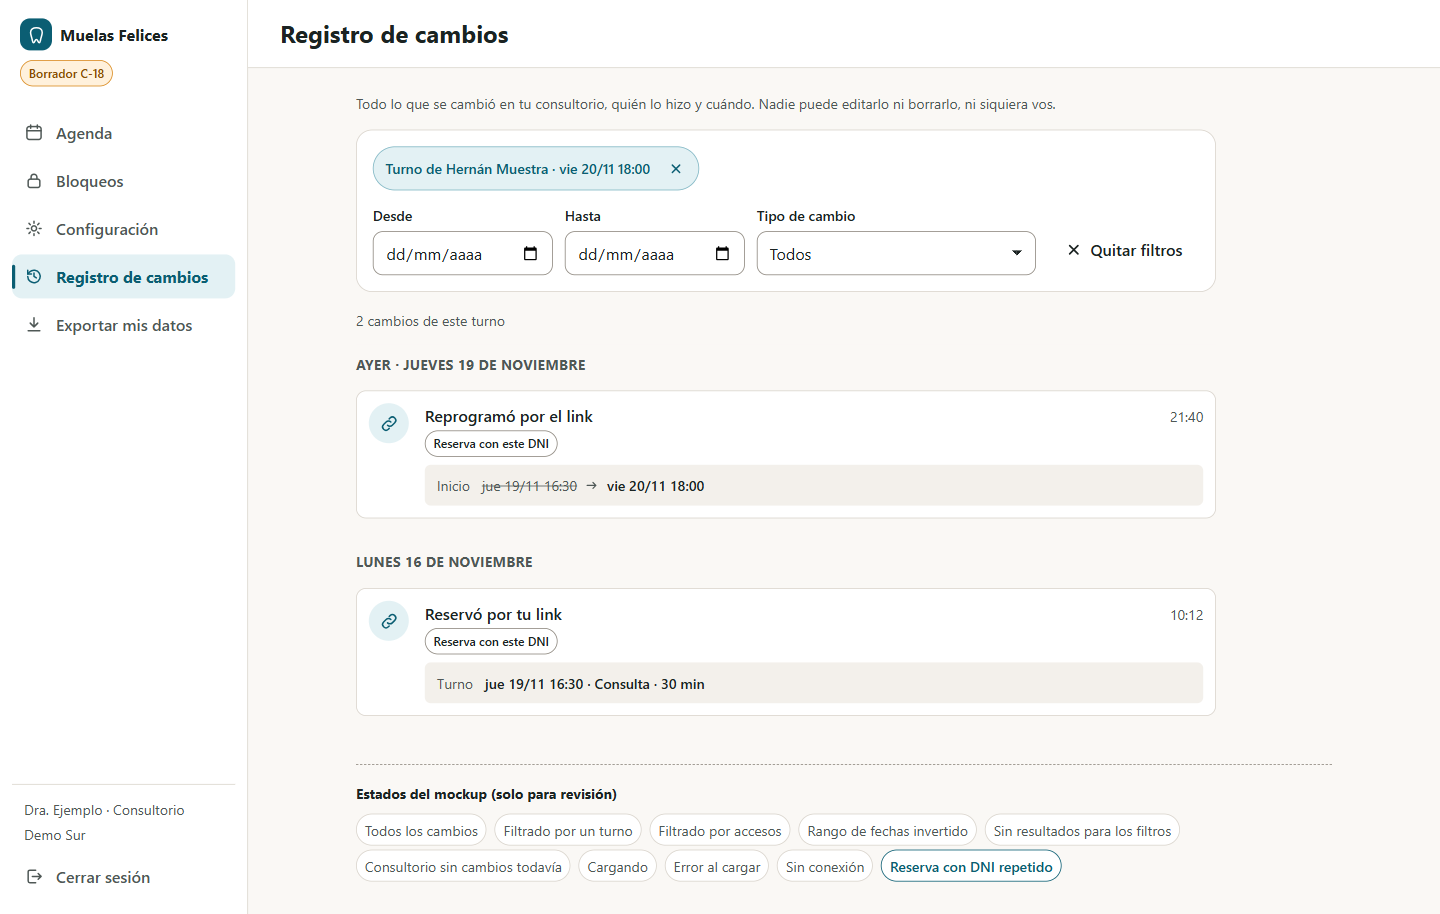 Muelas Felices
Borrador C-18
Agenda
Bloqueos
Configuración
Registro de cambios
Exportar mis datos
Dra. Ejemplo · Consultorio
Demo Sur
Cerrar sesión
Registro de cambios
Todo lo que se cambió en tu consultorio, quién lo hizo y cuándo. Nadie puede editarlo ni borrarlo, ni siquiera vos.
Turno de Hernán Muestra · vie 20/11 18:00 ✕
Desde Hasta Tipo de cambio
dd/mm/aaaa dd/mm/aaaa Todos ✕ Quitar filtros
2 cambios de este turno
AYER · JUEVES 19 DE NOVIEMBRE
Reprogramó por el link 21:40
Reserva con este DNI
Inicio jue 19/11 16:30 → vie 20/11 18:00
LUNES 16 DE NOVIEMBRE
Reservó por tu link 10:12
Reserva con este DNI
Turno jue 19/11 16:30 · Consulta · 30 min
Estados del mockup (solo para revisión)
Todos los cambios Filtrado por un turno Filtrado por accesos Rango de fechas invertido Sin resultados para los filtros
Consultorio sin cambios todavía Cargando Error al cargar Sin conexión Reserva con DNI repetido